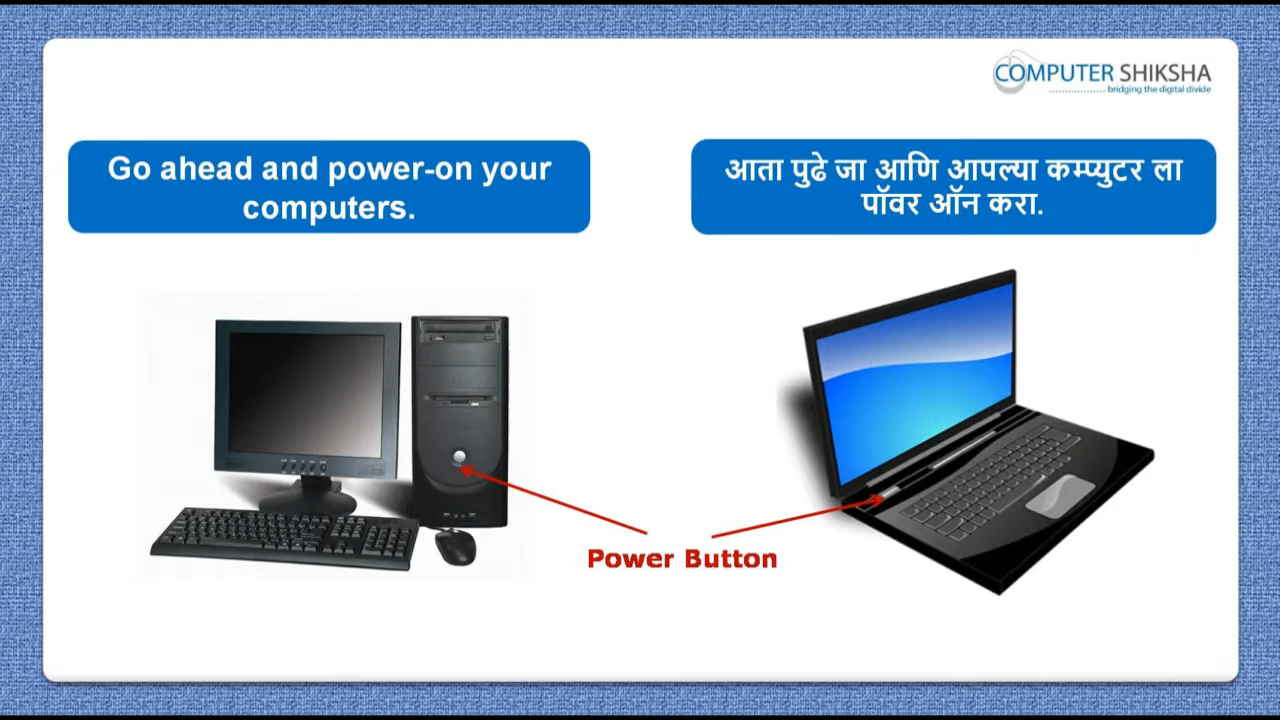 COMPUTER SHIKSHA
bridging the digital divide
Go ahead and power-on your
computers.
आता पुढे जा आणि आपल्या कम्प्युटर ला
पॉवर ऑन करा.
Power Button